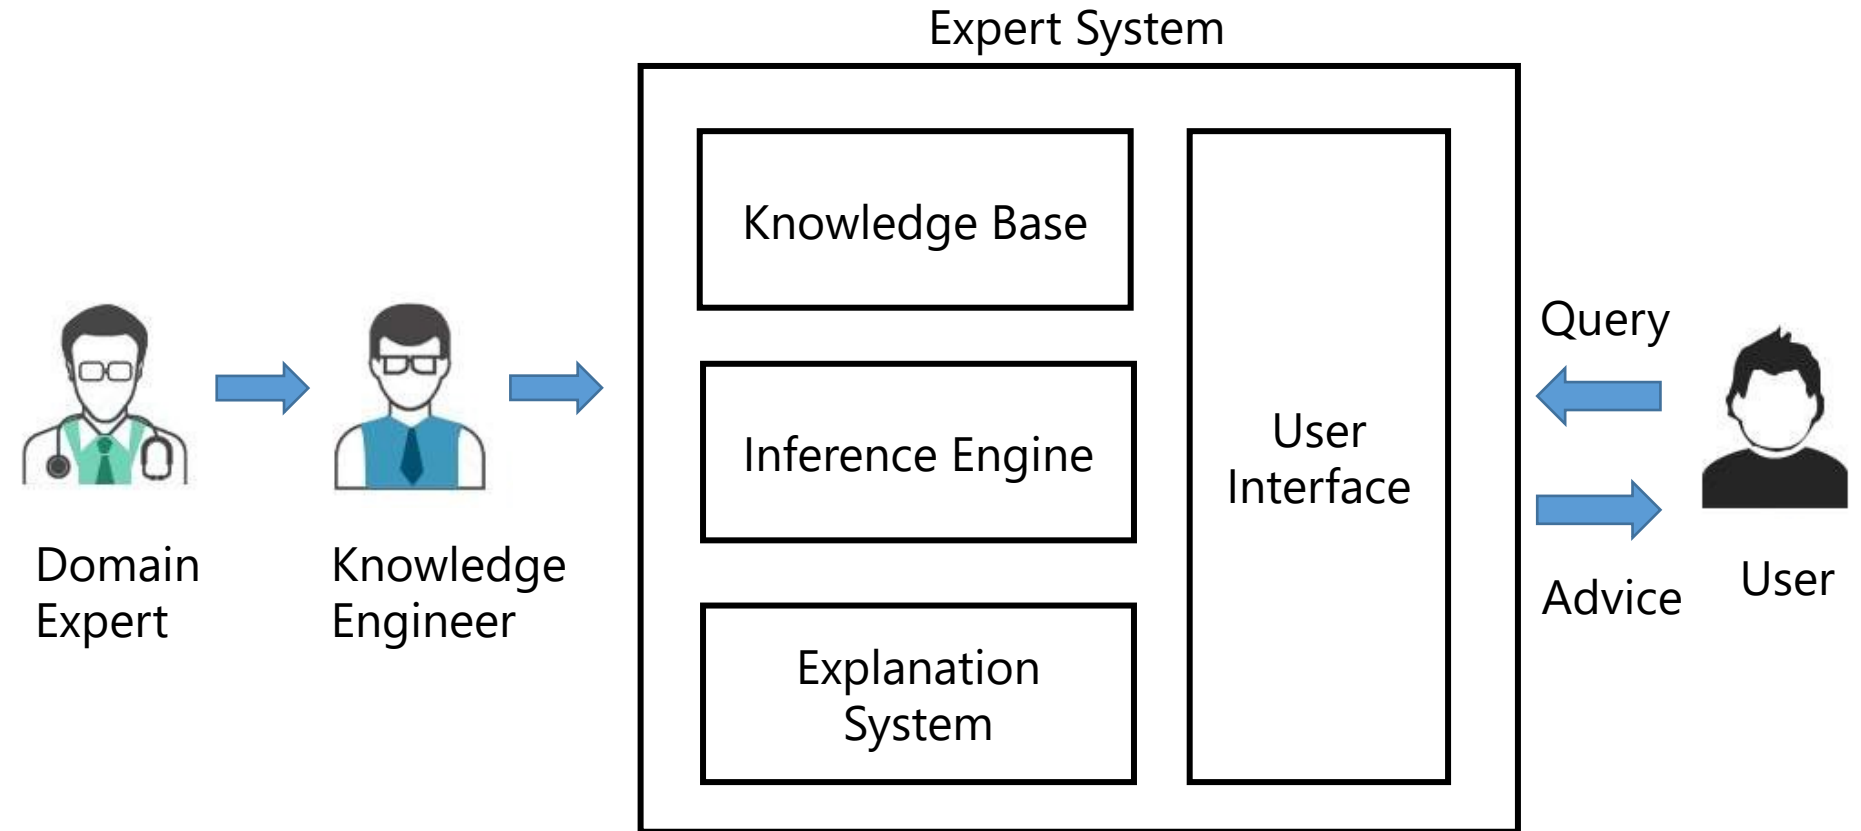 Expert System
Knowledge Base
Inference Engine
Explanation
System
User
Interface
Domain
Expert
Knowledge
Engineer
Query
Advice
User